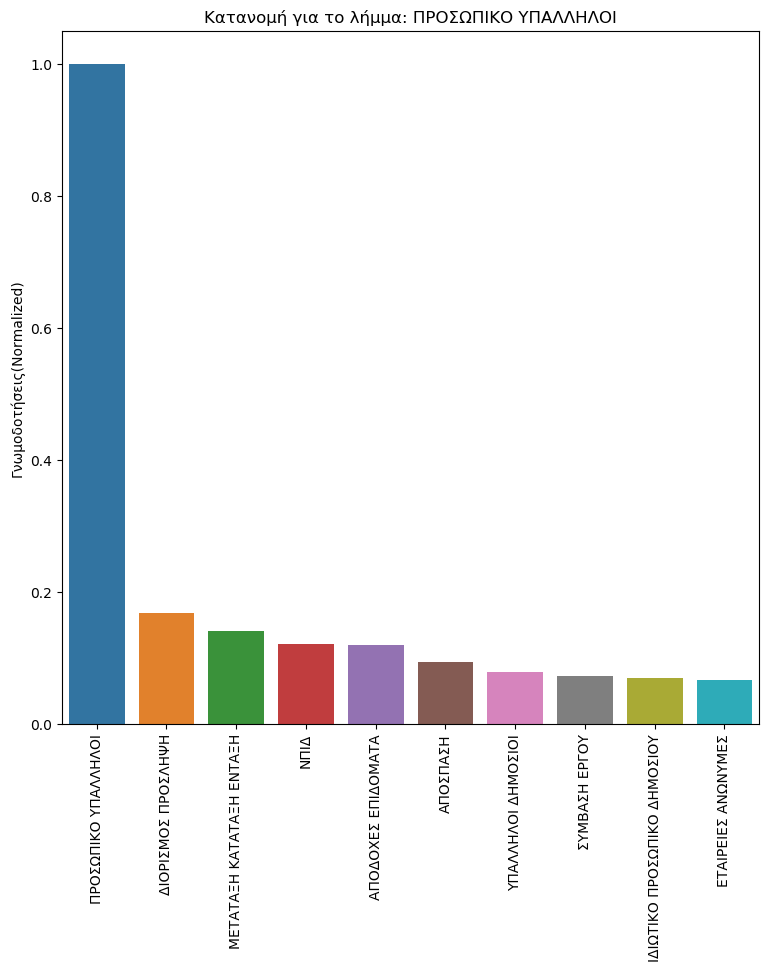 Κατανομή για το λήμμα: ΠΡΟΣΩΠΙΚΟ ΥΠΑΛΛΗΛΟΙ
Γνωμοδοτήσεις(Normalized)
1.0
0.8
0.6
0.4
0.2
0.0
ΠΡΟΣΩΠΙΚΟ ΥΠΑΛΛΗΛΟΙ
ΔΙΟΡΙΣΜΟΣ ΠΡΟΣΛΗΨΗ
ΜΕΤΑΤΑΞΗ ΚΑΤΑΤΑΞΗ ΕΝΤΑΞΗ
ΝΠΙΔ
ΑΠΟΔΟΧΕΣ ΕΠΙΔΟΜΑΤΑ
ΑΠΟΣΠΑΣΗ
ΥΠΑΛΛΗΛΟΙ ΔΗΜΟΣΙΟΙ
ΣΥΜΒΑΣΗ ΕΡΓΟΥ
ΙΔΙΩΤΙΚΟ ΠΡΟΣΩΠΙΚΟ ΔΗΜΟΣΙΟΥ
ΕΤΑΙΡΕΙΕΣ ΑΝΩΝΥΜΕΣ